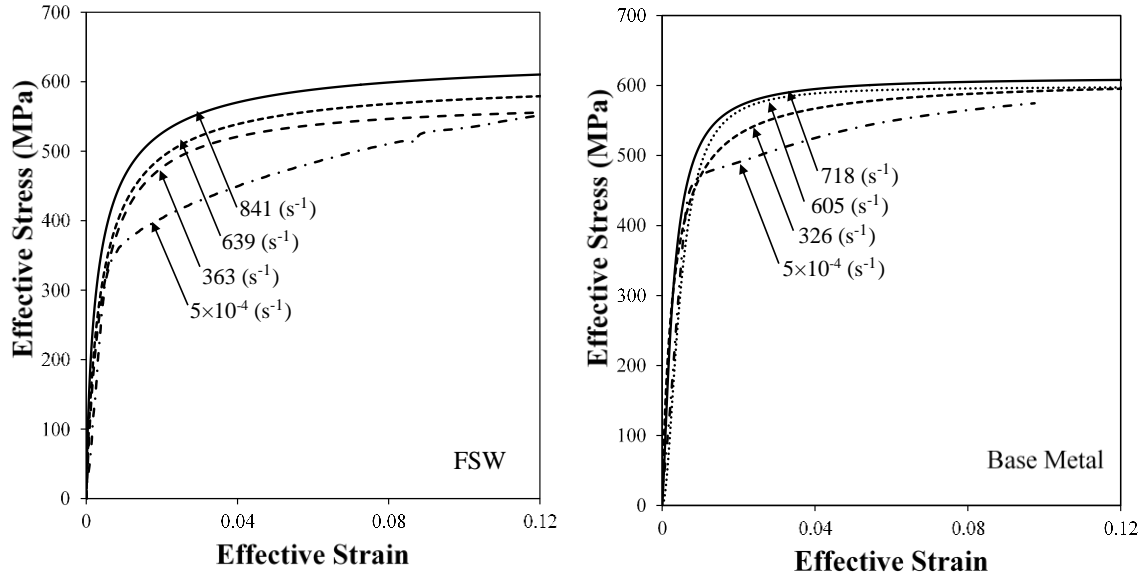 700
600
500
400
300
200
100
0
Effective Stress (MPa)
841 (s-1)
639 (s-1)
363 (s-1)
5×10-4 (s-1)
FSW
0
0.04
0.08
0.12
Effective Strain
700
600
500
400
300
200
100
0
Effective Stress (MPa)
718 (s-1)
605 (s-1)
326 (s-1)
5×10-4 (s-1)
Base Metal
0
0.04
0.08
0.12
Effective Strain